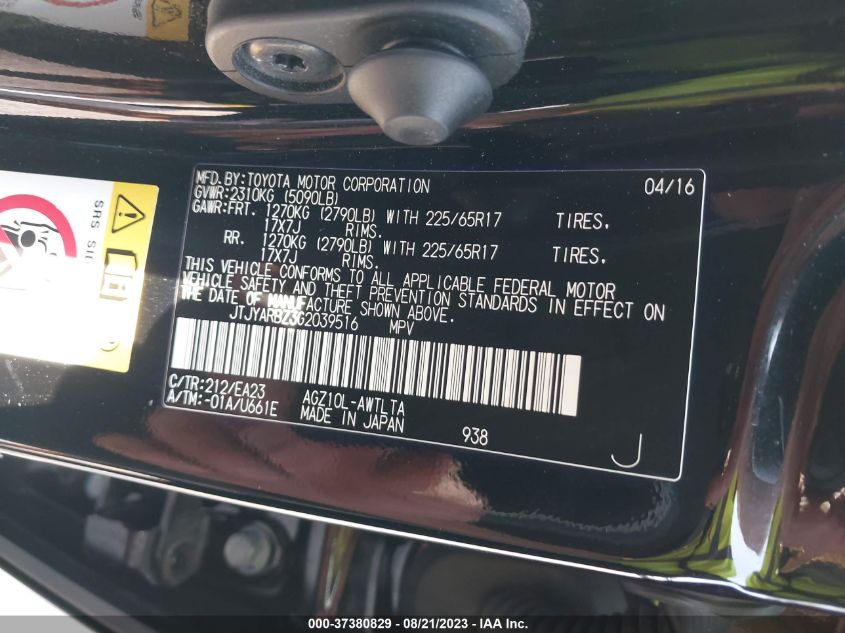 MFD. BY: TOYOTA MOTOR CORPORATION 04/16
GVWR: 2310KG (5090LB)
GAWR: FRT. 1270KG (2790LB) WITH 225/65R17 TIRES,
17X7J RIMS.
RR. 1270KG (2790LB) WITH 225/65R17 TIRES,
17X7J RIMS.
THIS VEHICLE CONFORMS TO ALL APPLICABLE FEDERAL MOTOR
VEHICLE SAFETY AND THEFT PREVENTION STANDARDS IN EFFECT ON
THE DATE OF MANUFACTURE SHOWN ABOVE.
JTJYARBZ3G2039516 MPV
C/TR: 212/EA23 AGZ10L-AWTLTA
A/TM: -01A/U661E MADE IN JAPAN 938
J
SRS
000-37380829 - 08/21/2023 - © IAA Inc.